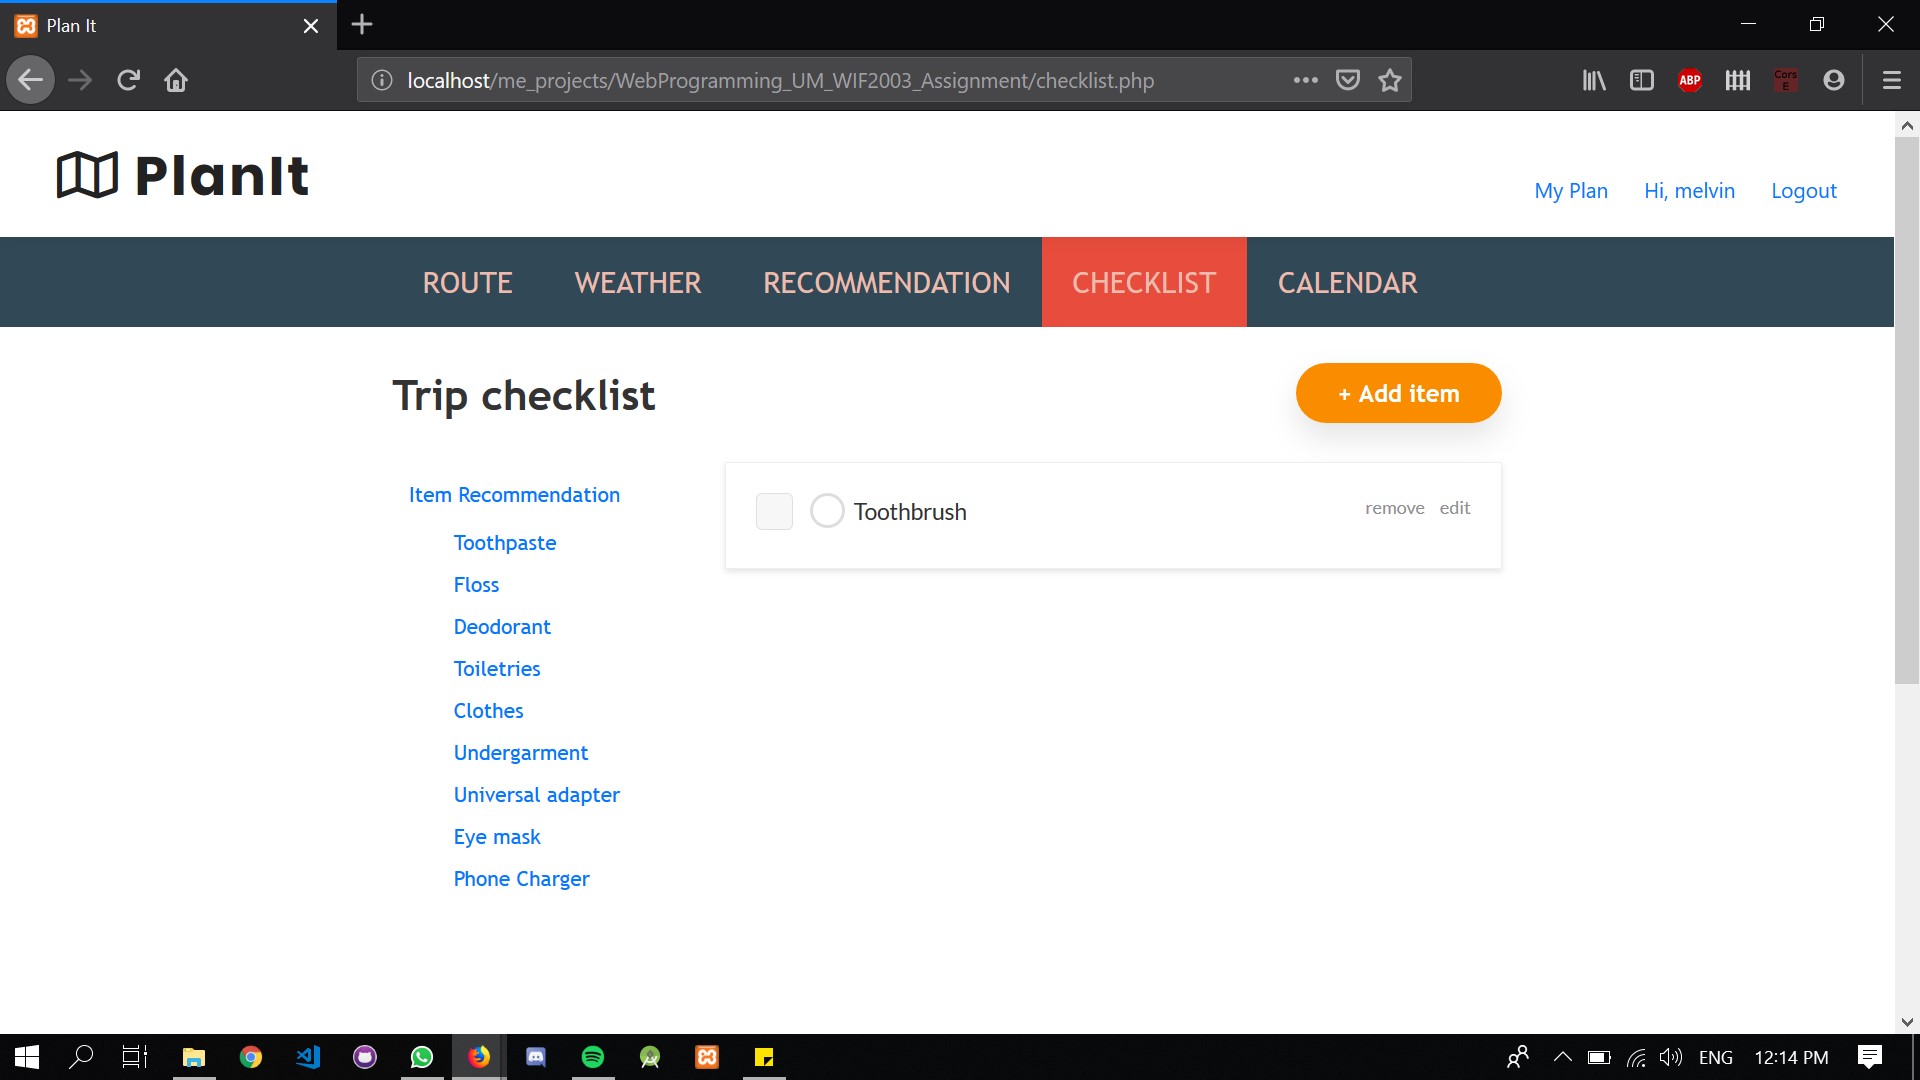 Plan It
localhost/me_projects/WebProgramming_UM_WIF2003_Assignment/checklist.php
ABP
Cors
E
PlanIt
My Plan Hi, melvin Logout
ROUTE WEATHER RECOMMENDATION CHECKLIST CALENDAR
Trip checklist
+ Add item
Item Recommendation
Toothbrush
remove edit
Toothpaste
Floss
Deodorant
Toiletries
Clothes
Undergarment
Universal adapter
Eye mask
Phone Charger
ENG 12:14 PM